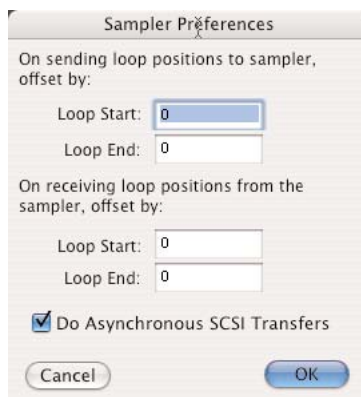 Sampler Preferences
On sending loop positions to sampler,
offset by:
Loop Start: 0
Loop End: 0
On receiving loop positions from the
sampler, offset by:
Loop Start: 0
Loop End: 0
Do Asynchronous SCSI Transfers
Cancel OK